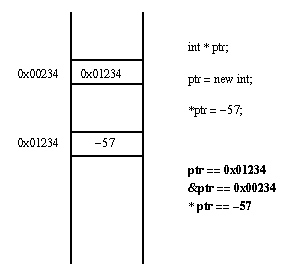 int * ptr;
0x00234 0x01234 ptr = new int;
*ptr = –57;
0x01234 –57
ptr == 0x01234
&ptr == 0x00234
* ptr == –57